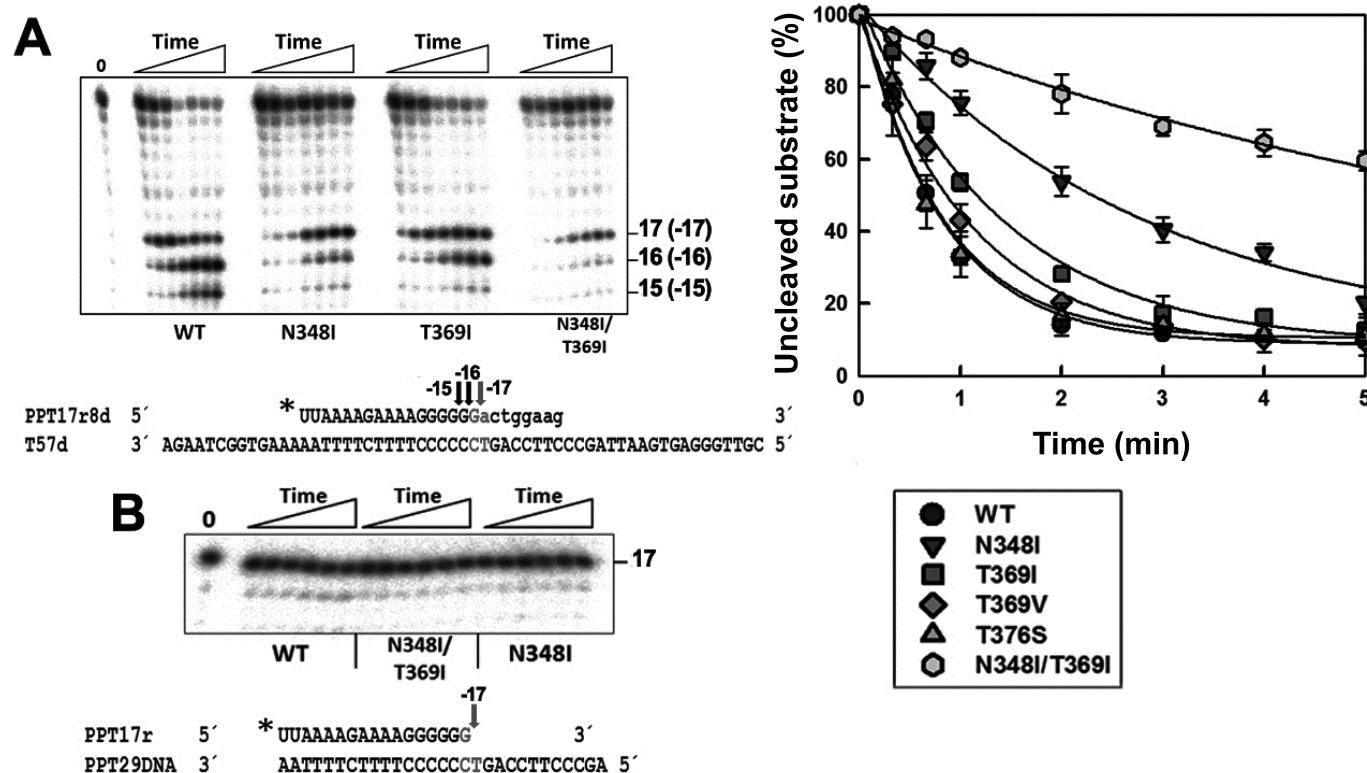 A
Time Time Time Time
0
17 (-17)
16 (-16)
15 (-15)
WT N348I T369I N348I/
T369I
-16
-15 -17
PPT17r8d 5´ *UUAAAAGAAAAGGGGGGactggaag 3´
T57d 3´ AGAATCGGTGAAAAATTTTCTTTTCCCCCCTGACCTTCCCGATTAAGTGAGGGTTGC 5´
B
Time Time Time
0
17
WT N348I/
T369I N348I
-17
PPT17r 5´ *UUAAAAGAAAAGGGGGG 3´
PPT29DNA 3´ AATTTTCTTTTCCCCCCTGACCTTCCCGA 5´
Uncleaved substrate (%)
100
80
60
40
20
0
0 1 2 3 4 5
Time (min)
WT
N348I
T369I
T369V
T376S
N348I/T369I